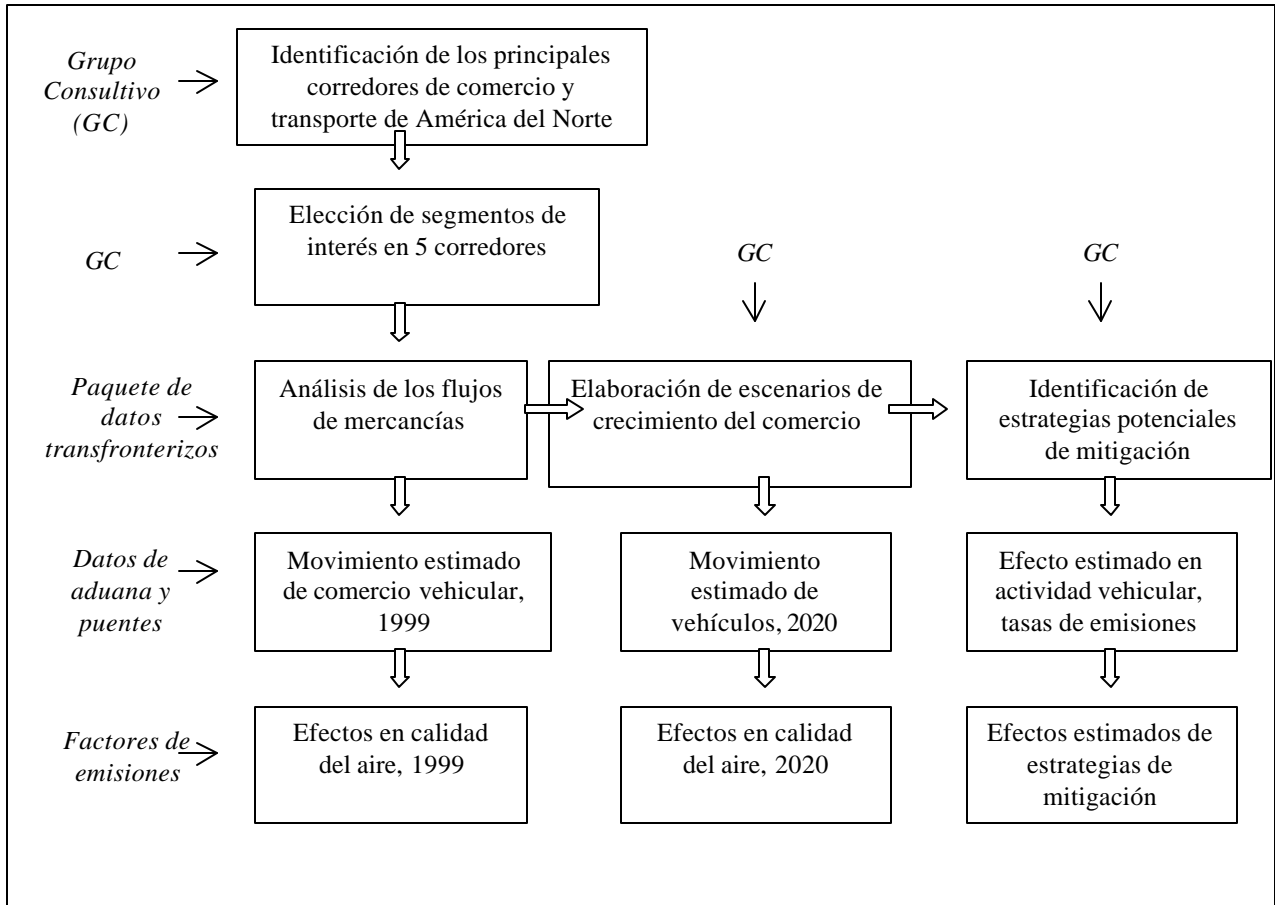 Grupo
Consultivo
(GC)
Identificación de los principales
corredores de comercio y
transporte de América del Norte
GC
Elección de segmentos de
interés en 5 corredores
GC
GC
Paquete de
datos
transfronterizos
Análisis de los flujos
de mercancías
Elaboración de escenarios de
crecimiento del comercio
Identificación de
estrategias potenciales
de mitigación
Datos de
aduana y
puentes
Movimiento estimado
de comercio vehicular,
1999
Movimiento
estimado de
vehículos, 2020
Efecto estimado en
actividad vehicular,
tasas de emisiones
Factores de
emisiones
Efectos en calidad
del aire, 1999
Efectos en calidad
del aire, 2020
Efectos estimados de
estrategias de
mitigación